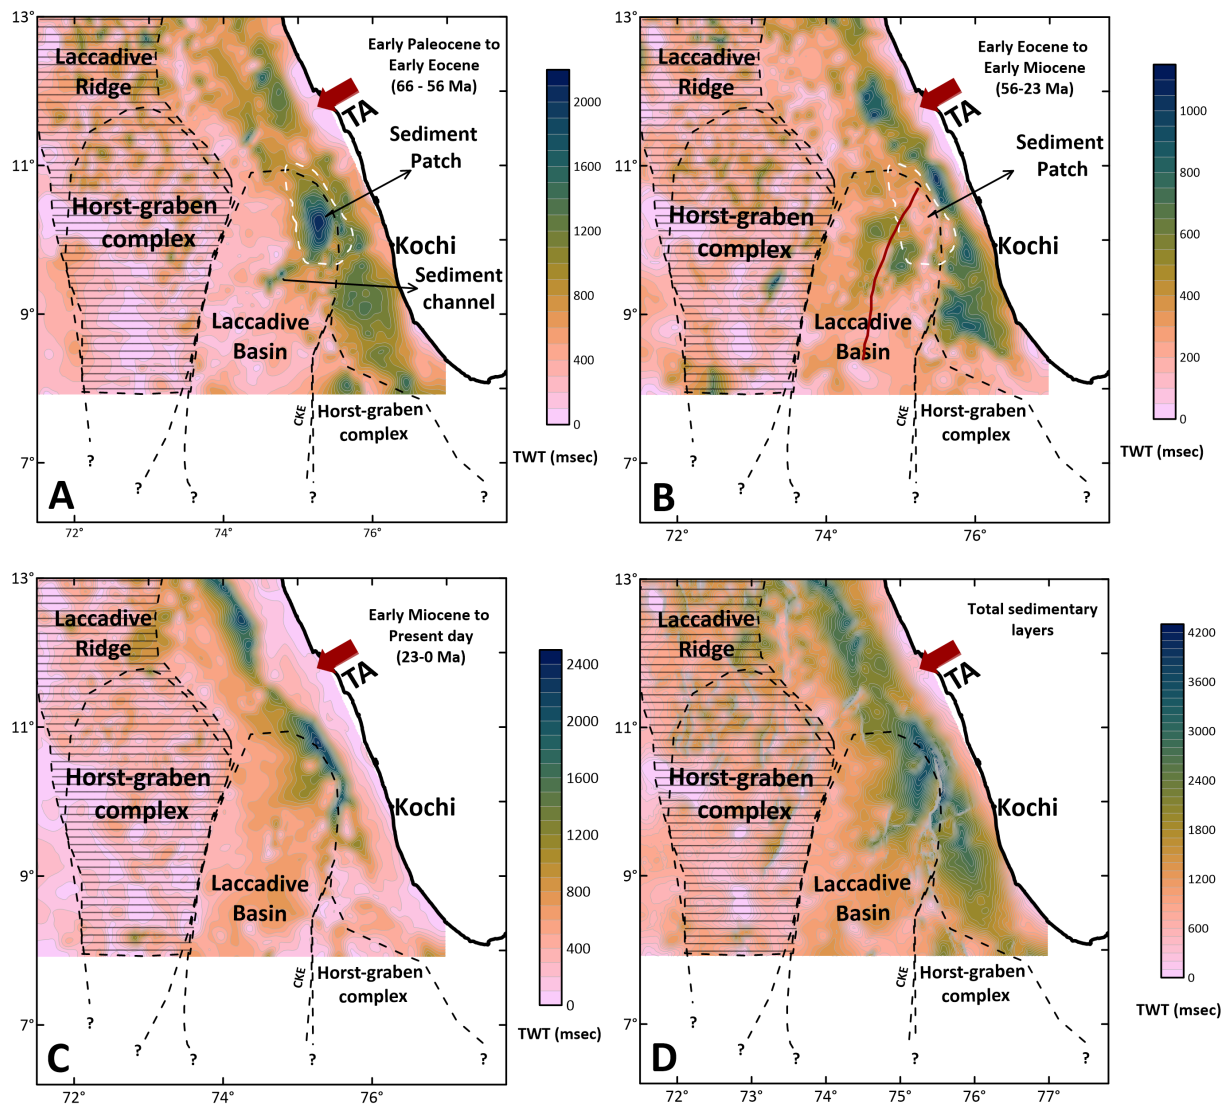 13°
11°
9°
7°
72°
74°
76°
Laccadive
Ridge
Early Paleocene to
Early Eocene
(66 - 56 Ma)
TA
Sediment
Patch
Horst-graben
complex
Kochi
Sediment
channel
Laccadive
Basin
CKE
Horst-graben
complex
?
?
?
?
?
A
2000
1600
1200
800
400
0
TWT (msec)
13°
11°
9°
7°
72°
74°
76°
Laccadive
Ridge
Early Eocene to
Early Miocene
(56-23 Ma)
TA
Sediment
Patch
Horst-graben
complex
Kochi
Laccadive
Basin
CKE
Horst-graben
complex
?
?
?
?
?
B
1000
800
600
400
200
0
TWT (msec)
13°
11°
9°
7°
72°
74°
76°
Laccadive
Ridge
Early Miocene to
Present day
(23-0 Ma)
TA
Horst-graben
complex
Kochi
Laccadive
Basin
CKE
Horst-graben
complex
?
?
?
?
?
C
2400
2000
1600
1200
800
400
0
TWT (msec)
13°
11°
9°
7°
72°
73°
74°
75°
76°
77°
Laccadive
Ridge
Total sedimentary
layers
TA
Horst-graben
complex
Kochi
Laccadive
Basin
CKE
Horst-graben
complex
?
?
?
?
?
D
4200
3600
3000
2400
1800
1200
600
0
TWT (msec)